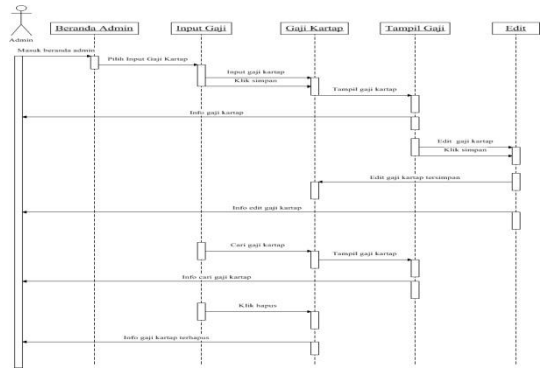 Beranda Admin
Input Gaji
Gaji Kartap
Tampil Gaji
Edit
Admin
Masuk beranda admin
Pilih Input Gaji Kartap
Input gaji kartap
Klik simpan
Tampil gaji kartap
Info gaji kartap
Edit gaji kartap
Klik simpan
Edit gaji kartap tersimpan
Info edit gaji kartap
Cari gaji kartap
Tampil gaji kartap
Info cari gaji kartap
Klik hapus
Info gaji kartap terhapus